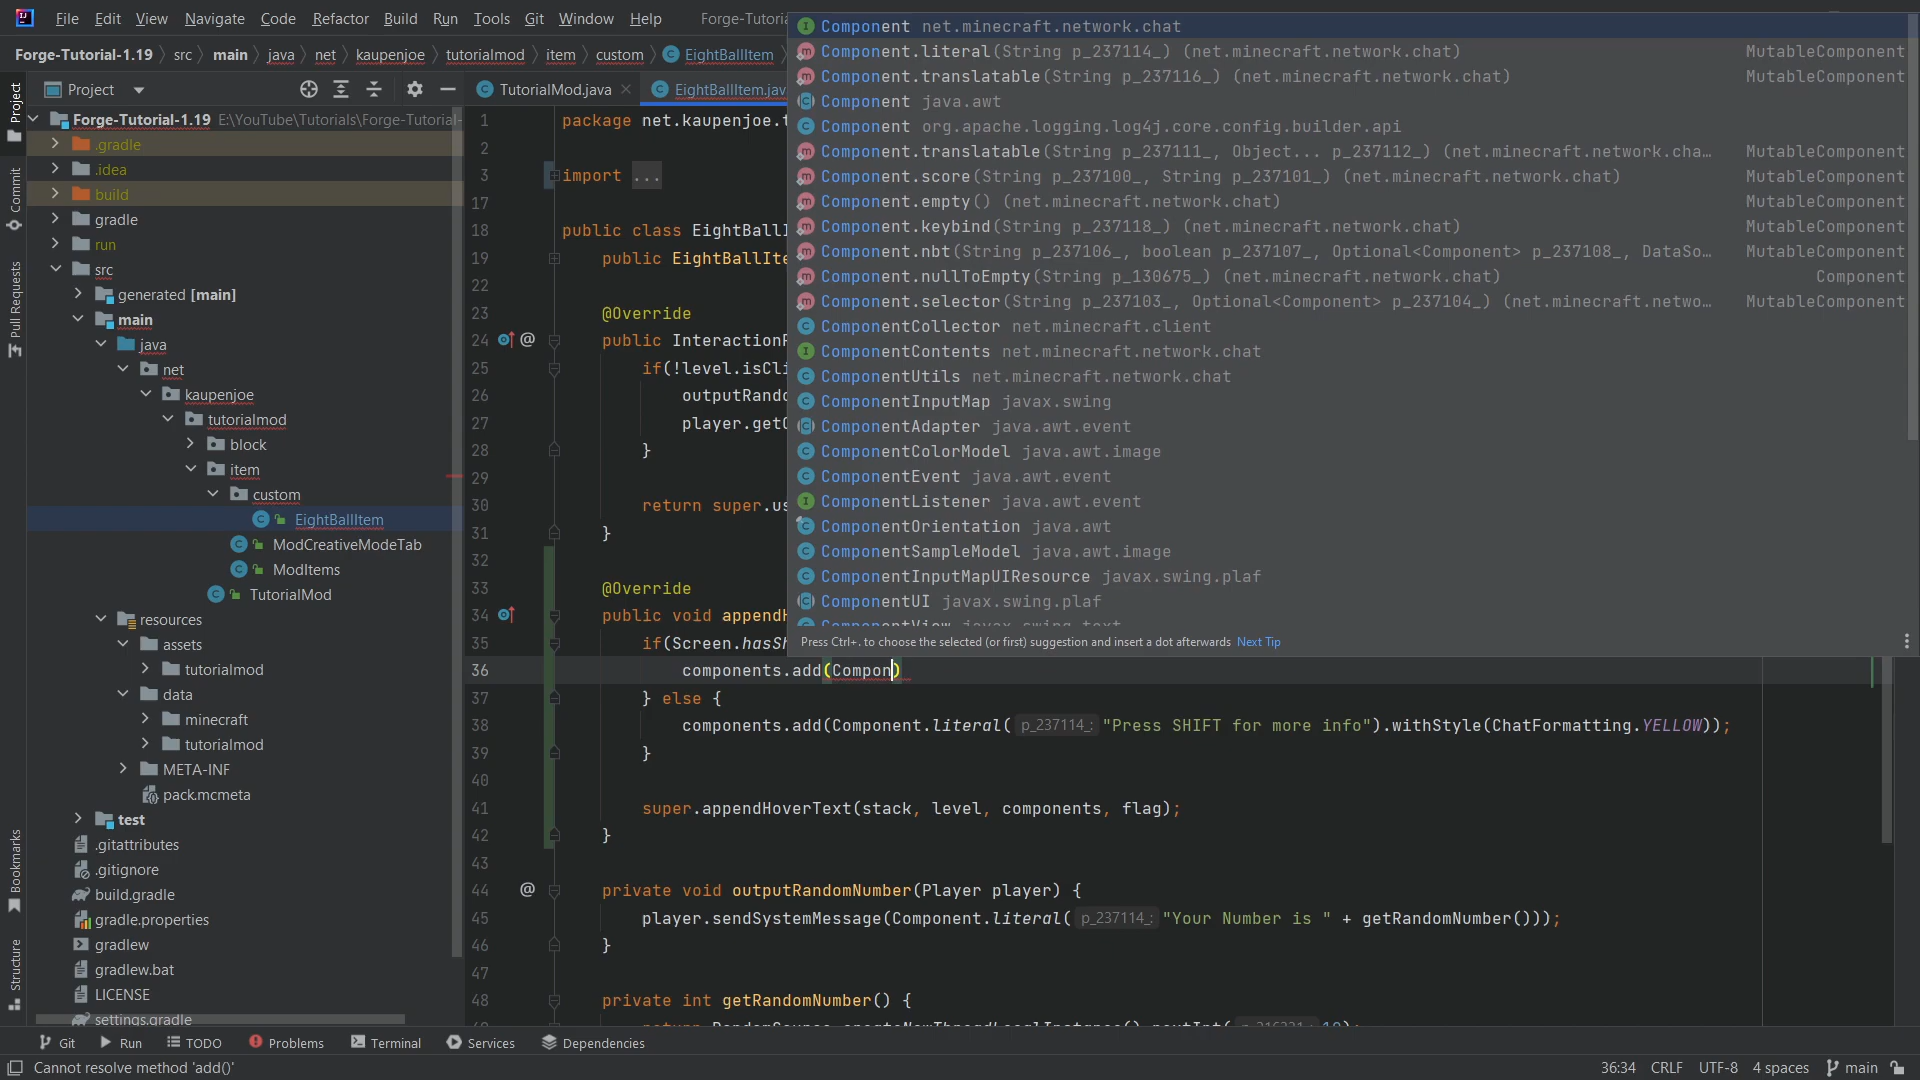 File Edit View Navigate Code Refactor Build Run Tools Git Window Help Forge-Tutoria
Forge-Tutorial-1.19 src main java net kaupenjoe tutorialmod item custom EightBallItem
Project
TutorialMod.java
EightBallItem.jav
Project
Commit
Pull Requests
Bookmarks
Structure
Forge-Tutorial-1.19 E:\YouTube\Tutorials\Forge-Tutorial-
.gradle
.idea
build
gradle
run
src
generated [main]
main
java
net
kaupenjoe
tutorialmod
block
item
custom
EightBallItem
ModCreativeModeTab
ModItems
TutorialMod
resources
assets
tutorialmod
data
minecraft
tutorialmod
META-INF
pack.mcmeta
test
.gitattributes
.gitignore
build.gradle
gradle.properties
gradlew
gradlew.bat
LICENSE
settings.gradle
1 package net.kaupenjoe.t
2
3 import ...
17
18 public class EightBallI
19 public EightBallIte
22
23 @Override
24 public InteractionR
25 if(!level.isCli
26 outputRando
27 player.getC
28 }
29
30 return super.us
31 }
32
33 @Override
34 public void appendH
35 if(Screen.hasSh
36 components.add(Compon)
37 } else {
38 components.add(Component.literal( p_237114_: "Press SHIFT for more info").withStyle(ChatFormatting.YELLOW));
39 }
40
41 super.appendHoverText(stack, level, components, flag);
42 }
43
44 private void outputRandomNumber(Player player) {
45 player.sendSystemMessage(Component.literal( p_237114_: "Your Number is " + getRandomNumber()));
46 }
47
48 private int getRandomNumber() {
Component net.minecraft.network.chat
Component.literal(String p_237114_) (net.minecraft.network.chat) MutableComponent
Component.translatable(String p_237116_) (net.minecraft.network.chat) MutableComponent
Component java.awt
Component org.apache.logging.log4j.core.config.builder.api
Component.translatable(String p_237111_, Object... p_237112_) (net.minecraft.network.cha… MutableComponent
Component.score(String p_237100_, String p_237101_) (net.minecraft.network.chat) MutableComponent
Component.empty() (net.minecraft.network.chat) MutableComponent
Component.keybind(String p_237118_) (net.minecraft.network.chat) MutableComponent
Component.nbt(String p_237106_, boolean p_237107_, Optional<Component> p_237108_, DataSo… MutableComponent
Component.nullToEmpty(String p_130675_) (net.minecraft.network.chat) Component
Component.selector(String p_237103_, Optional<Component> p_237104_) (net.minecraft.netwo… MutableComponent
ComponentCollector net.minecraft.client
ComponentContents net.minecraft.network.chat
ComponentUtils net.minecraft.network.chat
ComponentInputMap javax.swing
ComponentAdapter java.awt.event
ComponentColorModel java.awt.image
ComponentEvent java.awt.event
ComponentListener java.awt.event
ComponentOrientation java.awt
ComponentSampleModel java.awt.image
ComponentInputMapUIResource javax.swing.plaf
ComponentUI javax.swing.plaf
ComponentView javax.swing.text
Press Ctrl+. to choose the selected (or first) suggestion and insert a dot afterwards Next Tip
Git Run TODO Problems Terminal Services Dependencies
Cannot resolve method 'add()' 36:34 CRLF UTF-8 4 spaces main